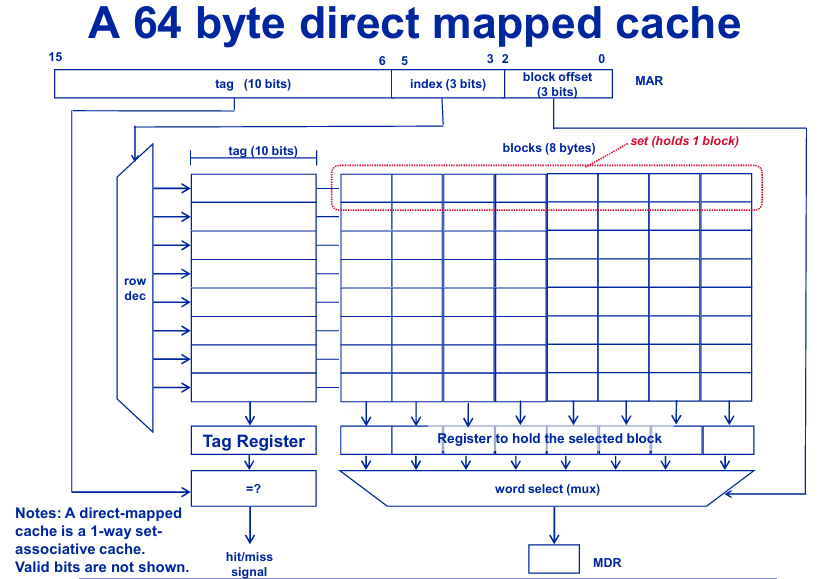 A 64 byte direct mapped cache
15 6 5 3 2 0
tag (10 bits)
index (3 bits)
block offset
(3 bits)
MAR
tag (10 bits)
blocks (8 bytes)
set (holds 1 block)
row
dec
Tag Register
Register to hold the selected block
=?
word select (mux)
Notes: A direct-mapped
cache is a 1-way set-
associative cache.
Valid bits are not shown.
hit/miss
signal
MDR